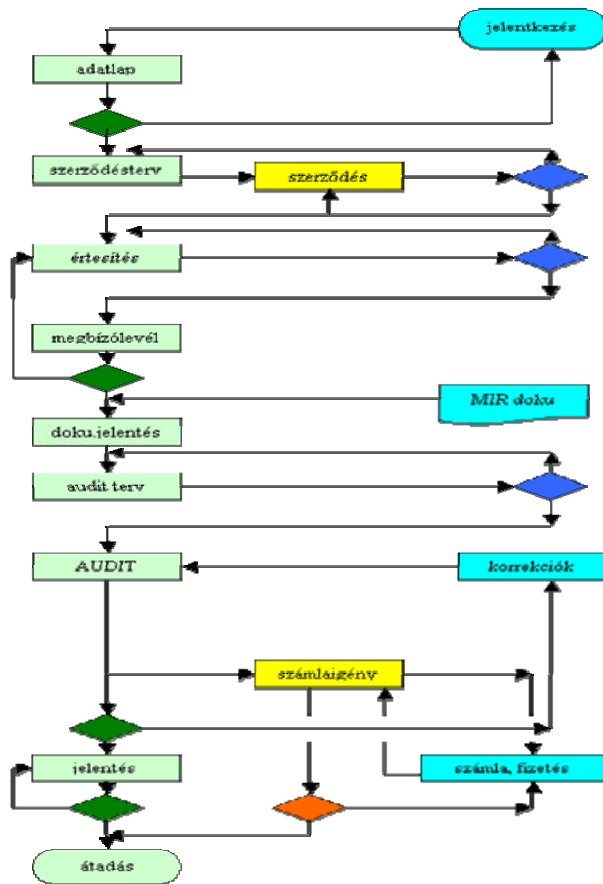 jelentkezés
adatlap
szerződésterv
szerződés
értesítés
megbízólevél
MIR doku
doku.jelentés
audit terv
AUDIT
korrekciók
számlaigény
jelentés
számla, fizetés
átadás